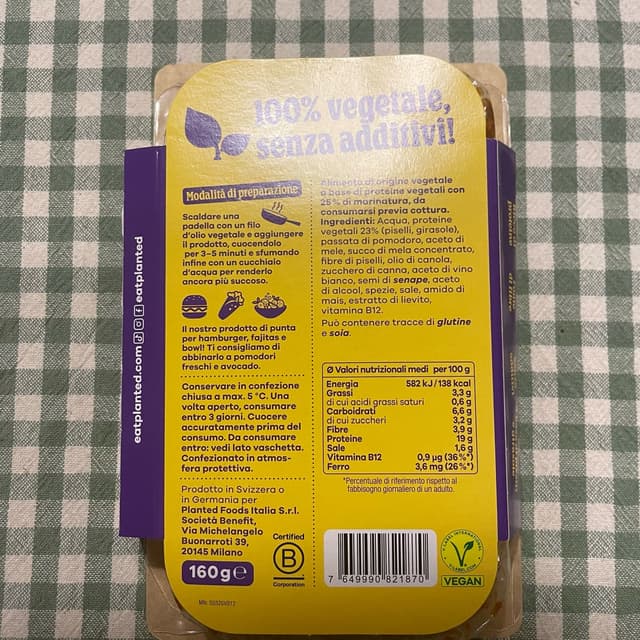 100% vegetale,
senza additivi!
Modalità di preparazione
Scaldare una
padella con un filo
d'olio vegetale e aggiungere
il prodotto, cuocendolo
per 3–5 minuti e sfumando
infine con un cucchiaio
d'acqua per renderlo
ancora più succoso.
Il nostro prodotto di punta
per hamburger, fajitas e
bowl! Ti consigliamo di
abbinarlo a pomodori
freschi e avocado.
Conservare in confezione
chiusa a max. 5 °C. Una
volta aperto, consumare
entro 3 giorni. Cuocere
accuratamente prima del
consumo. Da consumare
entro: vedi lato vaschetta.
Confezionato in atmos-
fera protettiva.
Prodotto in Svizzera o
in Germania per
Planted Foods Italia S.r.l.
Società Benefit,
Via Michelangelo
Buonarroti 39,
20145 Milano
160g e
Certified
B
Corporation
Alimento di origine vegetale
a base di proteine vegetali con
25% di marinatura, da
consumarsi previa cottura.
Ingredienti: Acqua, proteine
vegetali 23% (piselli, girasole),
passata di pomodoro, aceto di
mele, succo di mela concentrato,
fibre di piselli, olio di canola,
zucchero di canna, aceto di vino
bianco, semi di senape, aceto
di alcool, spezie, sale, amido di
mais, estratto di lievito,
vitamina B12.
Può contenere tracce di glutine
e soia.
Ø Valori nutrizionali medi per 100 g
Energia 582 kJ / 138 kcal
Grassi 3,3 g
di cui acidi grassi saturi 0,6 g
Carboidrati 6,6 g
di cui zuccheri 3,2 g
Fibre 3,9 g
Proteine 19 g
Sale 1,6 g
Vitamina B12 0,9 µg (36%*)
Ferro 3,6 mg (26%*)
*Percentuale di riferimento rispetto al
fabbisogno giornaliero di un adulto.
7 649990 821870
VEGAN
eatplanted.com eatplanted